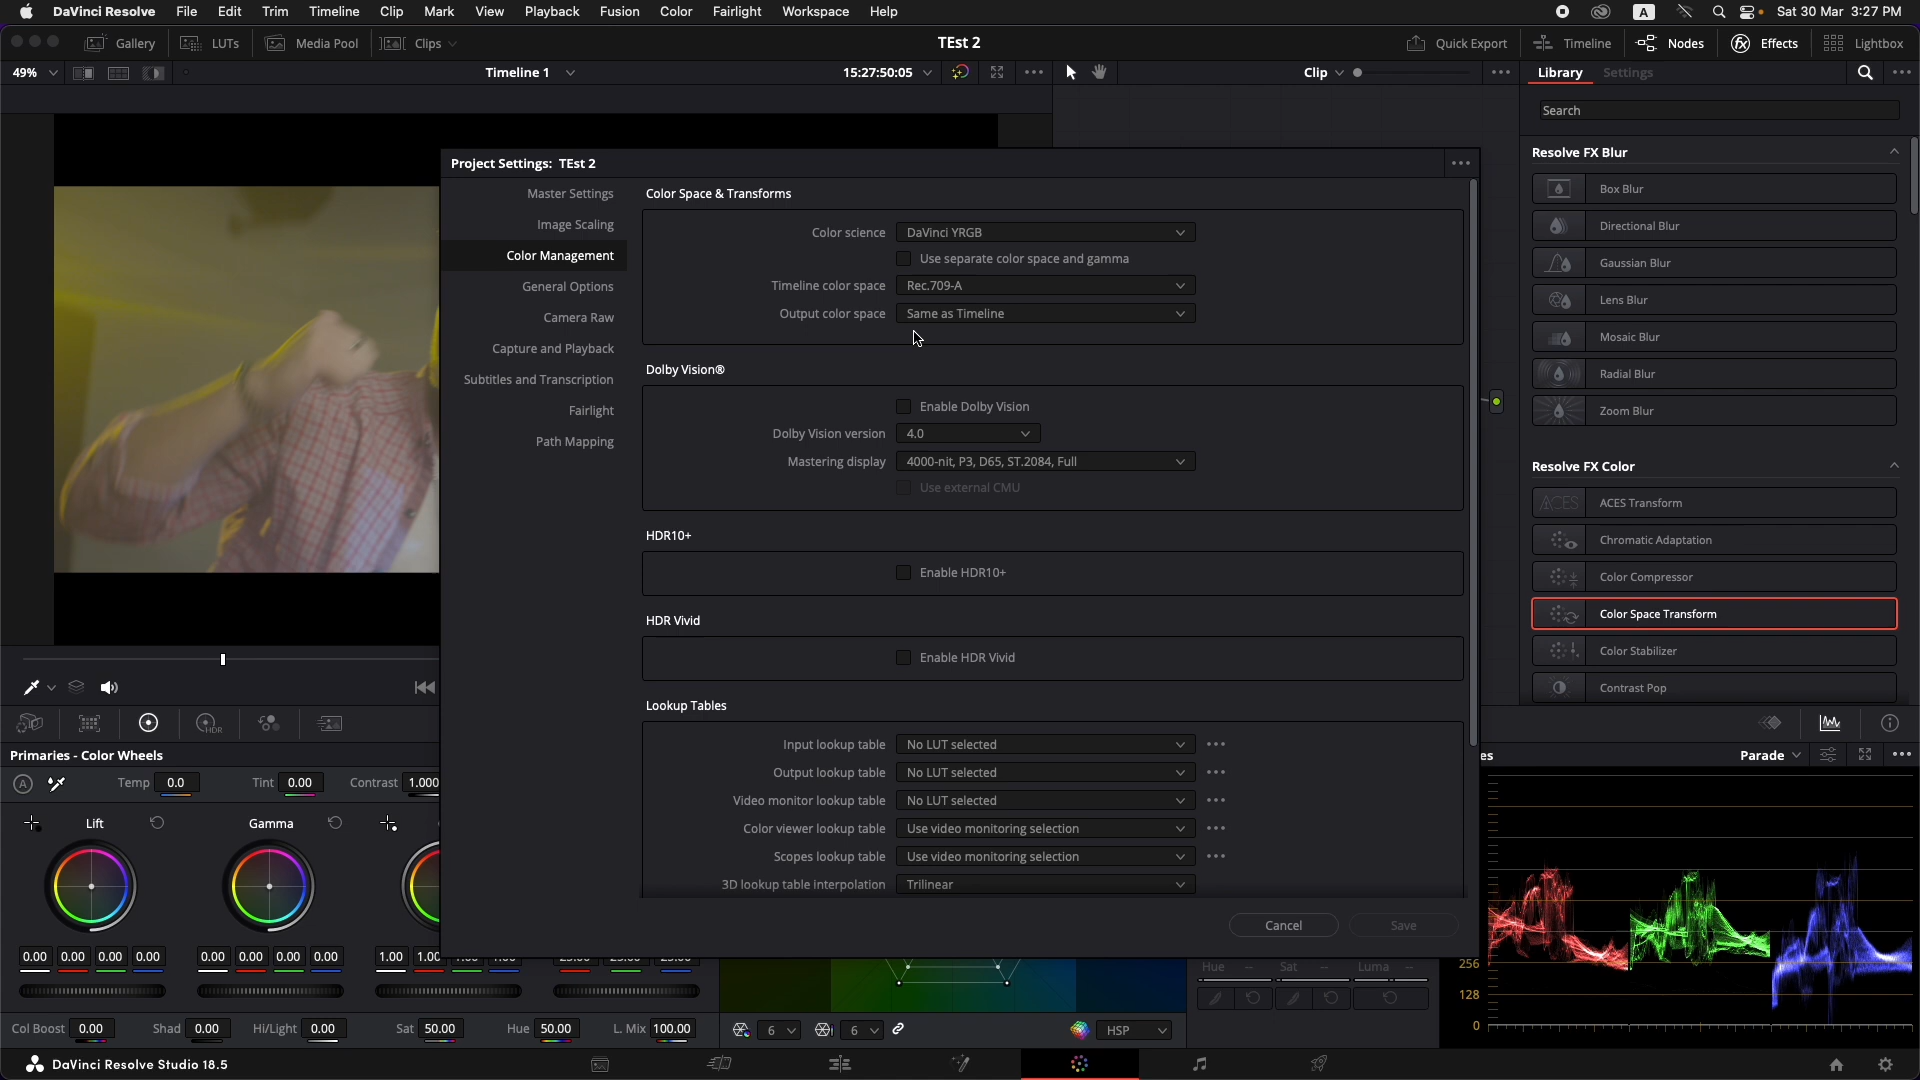 DaVinci Resolve File Edit Trim Timeline Clip Mark View Playback Fusion Color Fairlight Workspace Help A Sat 30 Mar 3:27 PM
Gallery LUTs Media Pool Clips TEst 2 Quick Export Timeline Nodes Effects Lightbox
49% Timeline 1 15:27:50:05 Clip Library Settings
Search
Project Settings: TEst 2
Master Settings
Image Scaling
Color Management
General Options
Camera Raw
Capture and Playback
Subtitles and Transcription
Fairlight
Path Mapping
Color Space & Transforms
Color science DaVinci YRGB
Use separate color space and gamma
Timeline color space Rec.709-A
Output color space Same as Timeline
Dolby Vision®
Enable Dolby Vision
Dolby Vision version 4.0
Mastering display 4000-nit, P3, D65, ST.2084, Full
Use external CMU
HDR10+
Enable HDR10+
HDR Vivid
Enable HDR Vivid
Lookup Tables
Input lookup table No LUT selected
Output lookup table No LUT selected
Video monitor lookup table No LUT selected
Color viewer lookup table Use video monitoring selection
Scopes lookup table Use video monitoring selection
3D lookup table interpolation Trilinear
Cancel Save
Resolve FX Blur
Box Blur
Directional Blur
Gaussian Blur
Lens Blur
Mosaic Blur
Radial Blur
Zoom Blur
Resolve FX Color
ACES ACES Transform
Chromatic Adaptation
Color Compressor
Color Space Transform
Color Stabilizer
Contrast Pop
HDR
Primaries - Color Wheels
A Temp 0.0 Tint 0.00 Contrast 1.000
Lift Gamma
0.00 0.00 0.00 0.00 0.00 0.00 0.00 0.00 1.00
Col Boost 0.00 Shad 0.00 Hi/Light 0.00 Sat 50.00 Hue 50.00 L. Mix 100.00
6 6 HSP
Hue -- Sat -- Luma --
es Parade
256
128
0
DaVinci Resolve Studio 18.5